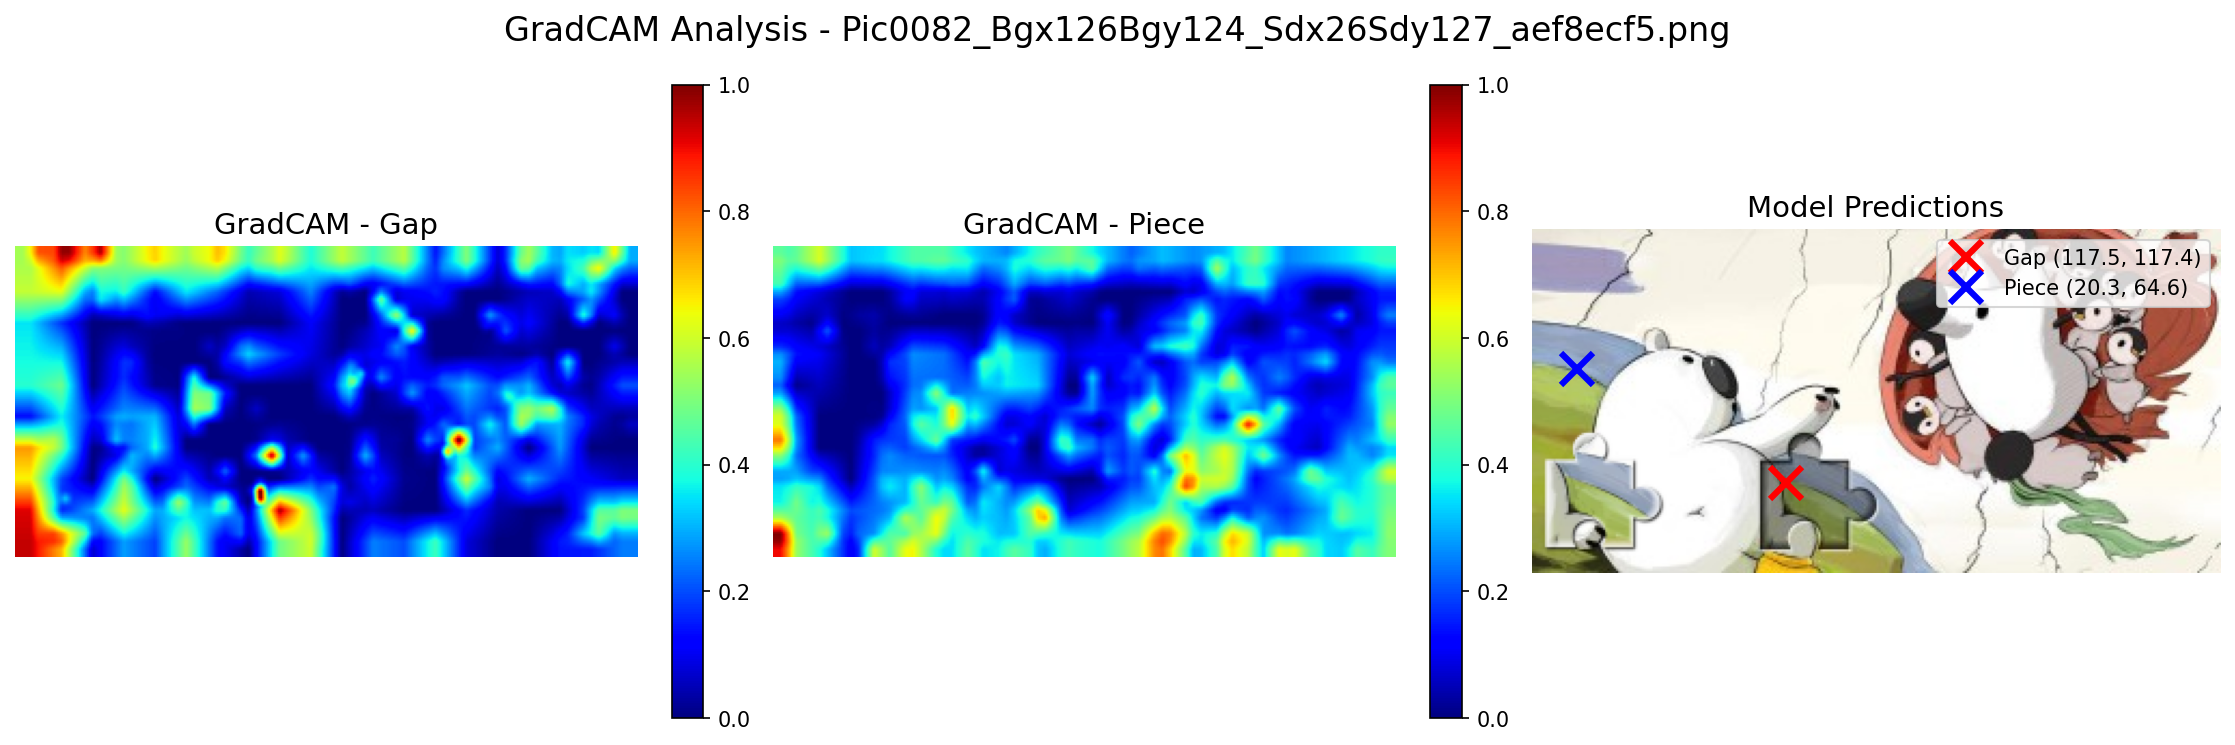 GradCAM Analysis - Pic0082_Bgx126Bgy124_Sdx26Sdy127_aef8ecf5.png
GradCAM - Gap
1.0
0.8
0.6
0.4
0.2
0.0
GradCAM - Piece
1.0
0.8
0.6
0.4
0.2
0.0
Model Predictions
Gap (117.5, 117.4)
Piece (20.3, 64.6)